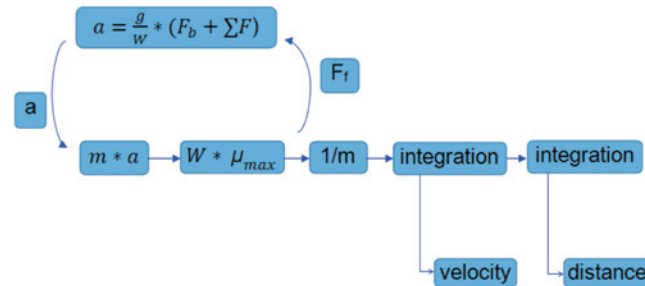 a = g/w * (F_b + ∑F)
a
F_f
m * a
W * μ_max
1/m
integration
integration
velocity
distance